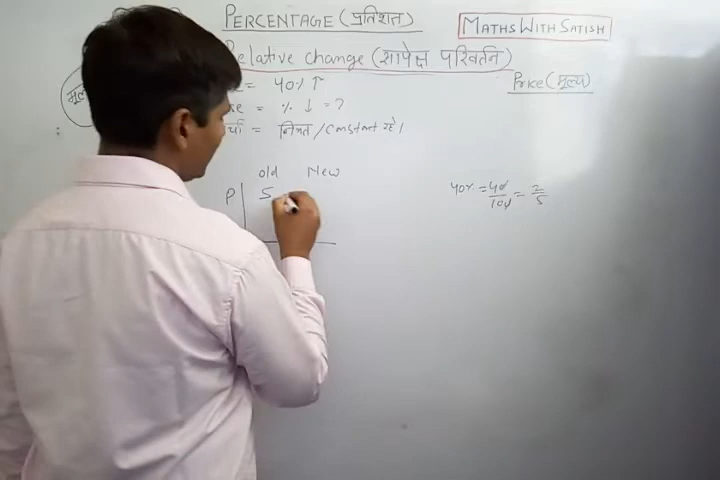 PERCENTAGE (प्रतिशत)
MATHS WITH SATISH
Relative change (सापेक्ष परिवर्तन)
Price (मूल्य)
= 40% ↑
= % ↓ = ?
= नियत / constant रहे।
old New
P 5
40% = 40/100 = 2/5